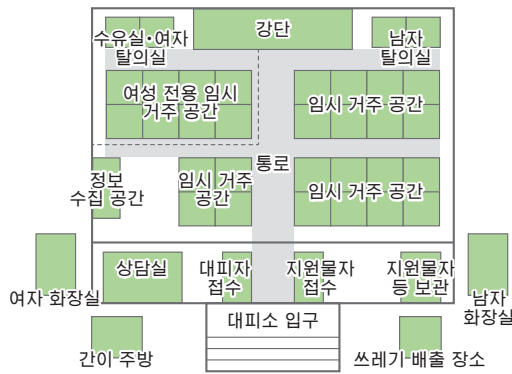 수유실·여자
탈의실
강단
남자
탈의실
여성 전용 임시
거주 공간
임시 거주 공간
통로
정보
수집 공간
임시 거주
공간
임시 거주 공간
상담실
대피자
접수
지원물자
접수
지원물자
등 보관
여자 화장실
남자
화장실
대피소 입구
간이 주방
쓰레기 배출 장소